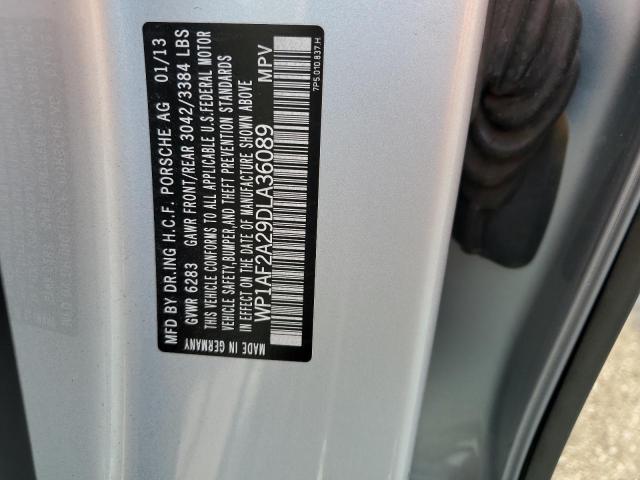 MFD BY DR.ING H.C.F. PORSCHE AG 01/13
GVWR 6283 GAWR FRONT/REAR 3042/3384 LBS
THIS VEHICLE CONFORMS TO ALL APPLICABLE U.S.FEDERAL MOTOR
VEHICLE SAFETY,BUMPER,AND THEFT PREVENTION STANDARDS
IN EFFECT ON THE DATE OF MANUFACTURE SHOWN ABOVE
WP1AF2A29DLA36089 MPV
MADE IN GERMANY
7P5.010.837.H